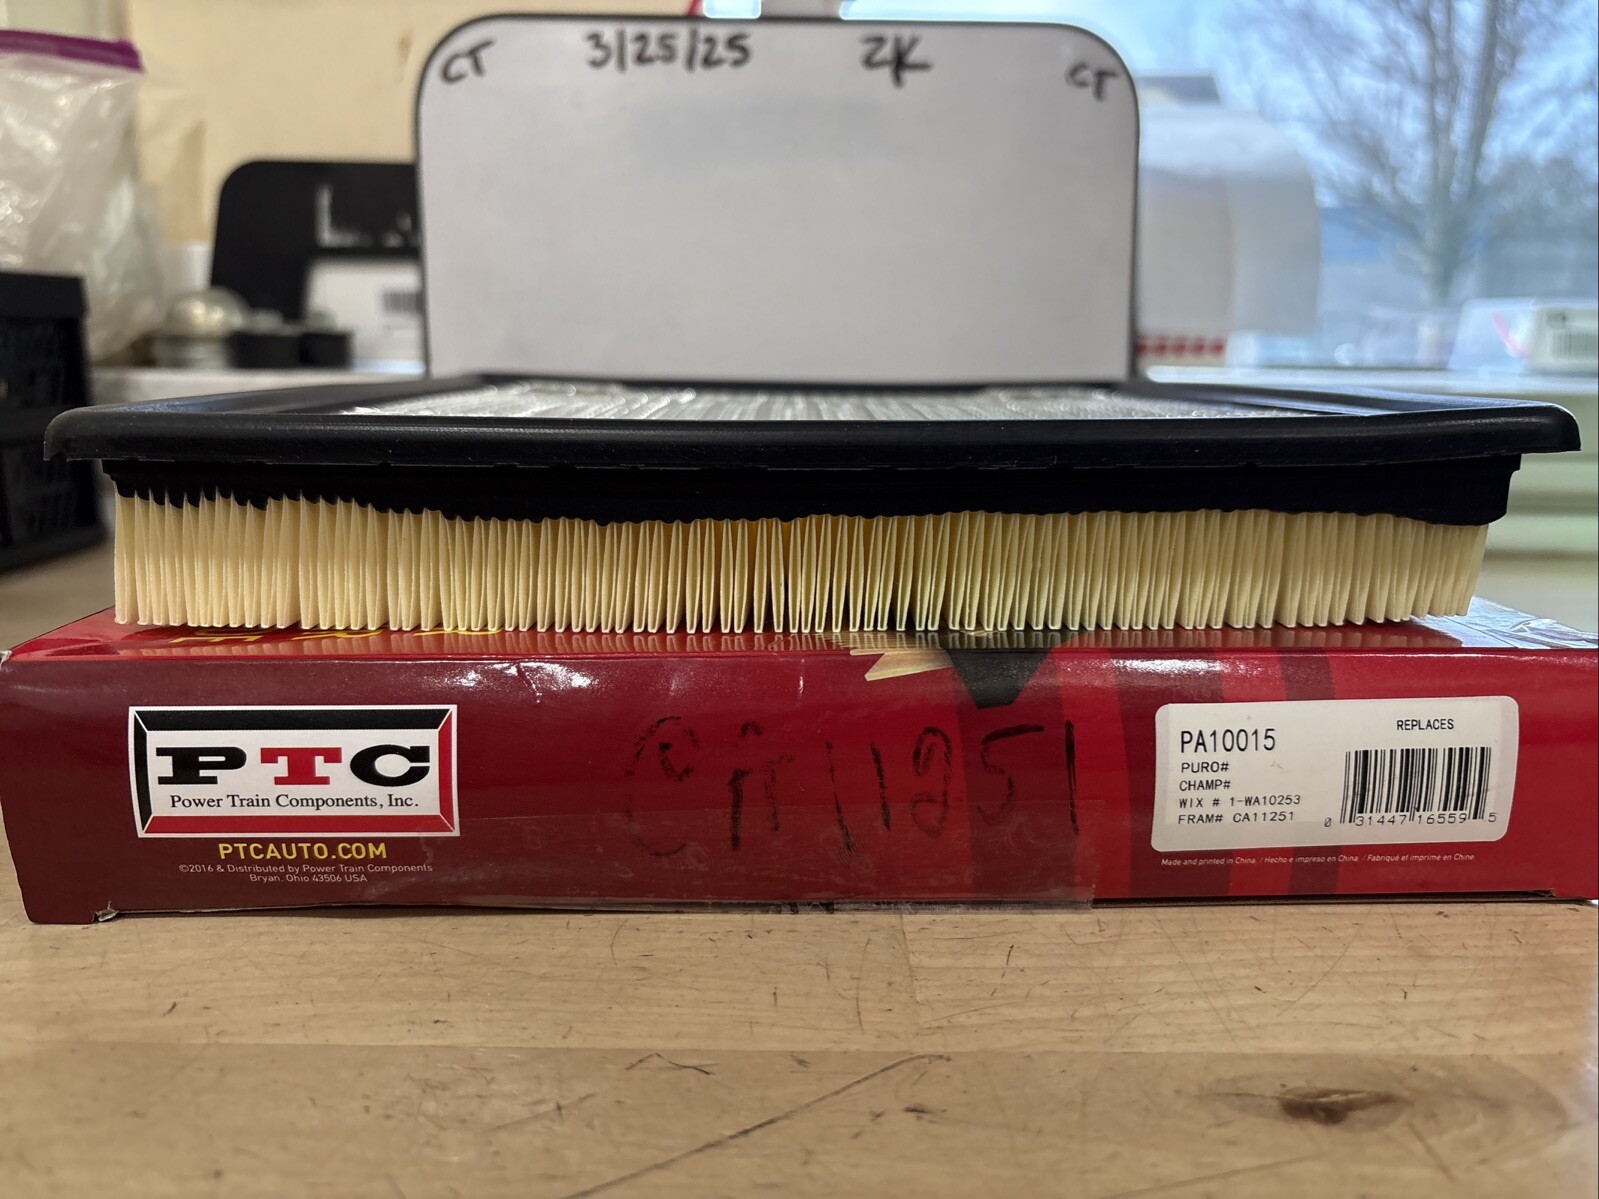 CT 3/25/25 ZK CT
PTC
Power Train Components, Inc.
PTCAUTO.COM
©2016 & Distributed by Power Train Components
Bryan, Ohio 43506 USA
11251
REPLACES
PA10015
PURO#
CHAMP#
WIX # 1-WA10253
FRAM# CA11251
0 31447 16559 5
Made and printed in China. / Hecho e impreso en China. / Fabriqué et imprimé en Chine